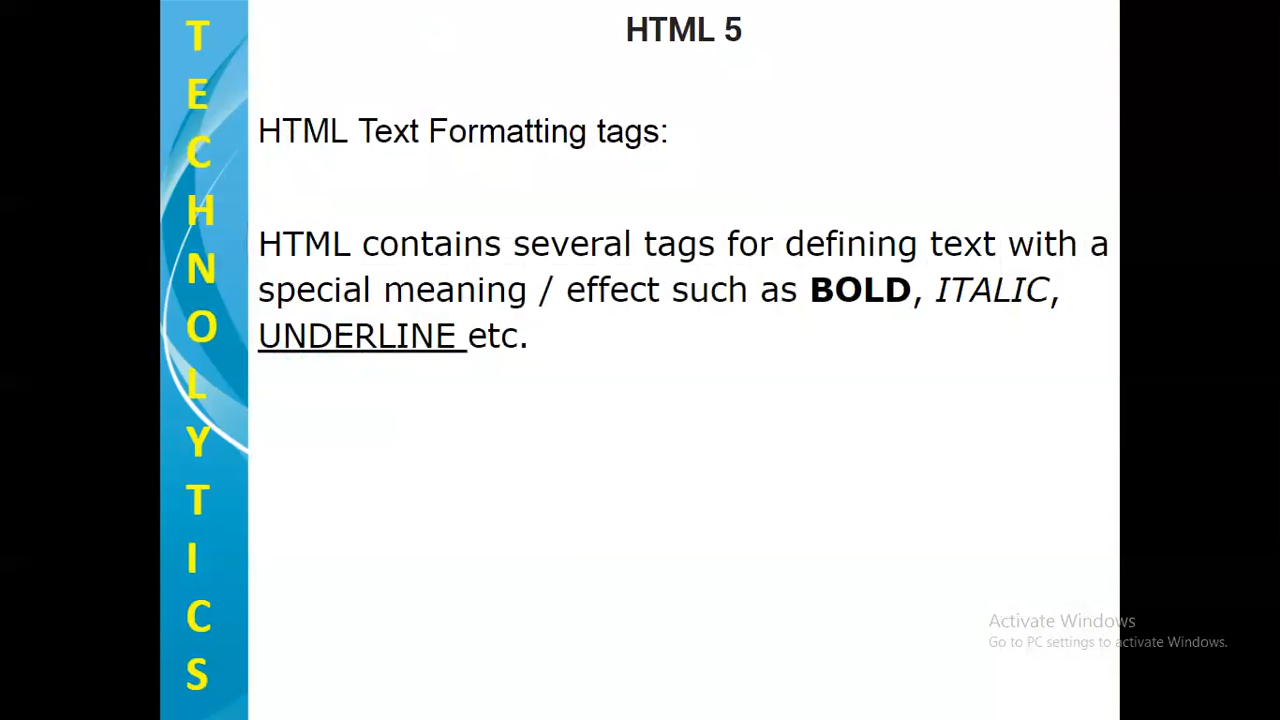 HTML 5
TECHNOLYTICS
HTML Text Formatting tags:
HTML contains several tags for defining text with a
special meaning / effect such as BOLD, ITALIC,
UNDERLINE etc.
Activate Windows
Go to PC settings to activate Windows.